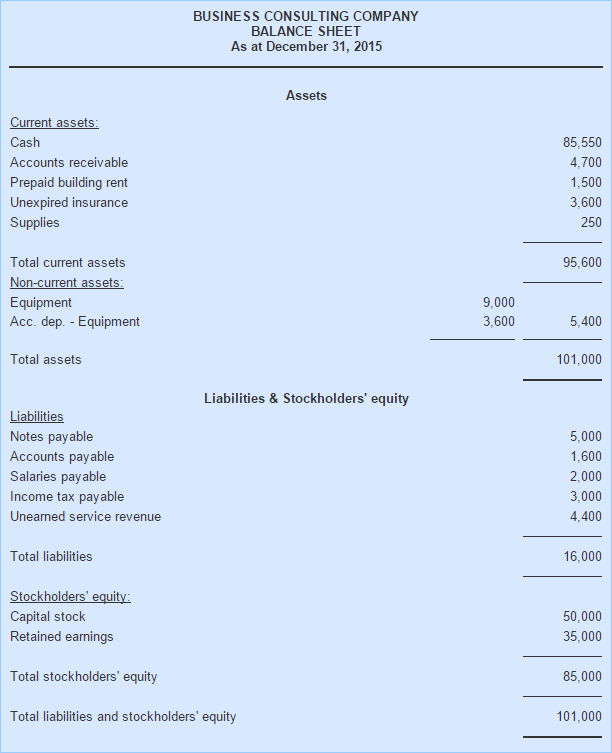 BUSINESS CONSULTING COMPANY
BALANCE SHEET
As at December 31, 2015
Assets
Current assets:
Cash 85,550
Accounts receivable 4,700
Prepaid building rent 1,500
Unexpired insurance 3,600
Supplies 250
Total current assets 95,600
Non-current assets:
Equipment 9,000
Acc. dep. - Equipment 3,600 5,400
Total assets 101,000
Liabilities & Stockholders' equity
Liabilities
Notes payable 5,000
Accounts payable 1,600
Salaries payable 2,000
Income tax payable 3,000
Unearned service revenue 4,400
Total liabilities 16,000
Stockholders' equity:
Capital stock 50,000
Retained earnings 35,000
Total stockholders' equity 85,000
Total liabilities and stockholders' equity 101,000